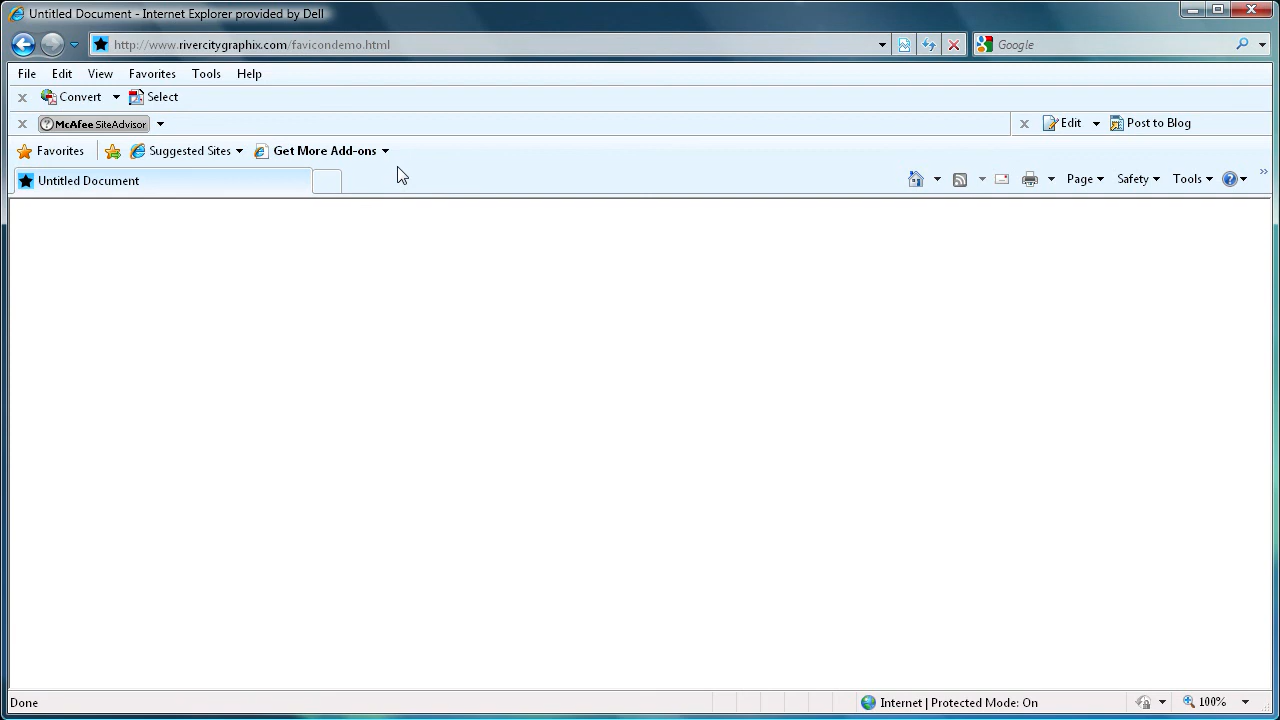 Untitled Document - Internet Explorer provided by Dell
http://www.rivercitygraphix.com/favicondemo.html
Google
File Edit View Favorites Tools Help
Convert Select
McAfee SiteAdvisor Edit Post to Blog
Favorites Suggested Sites Get More Add-ons
Untitled Document Page Safety Tools
Done Internet | Protected Mode: On 100%